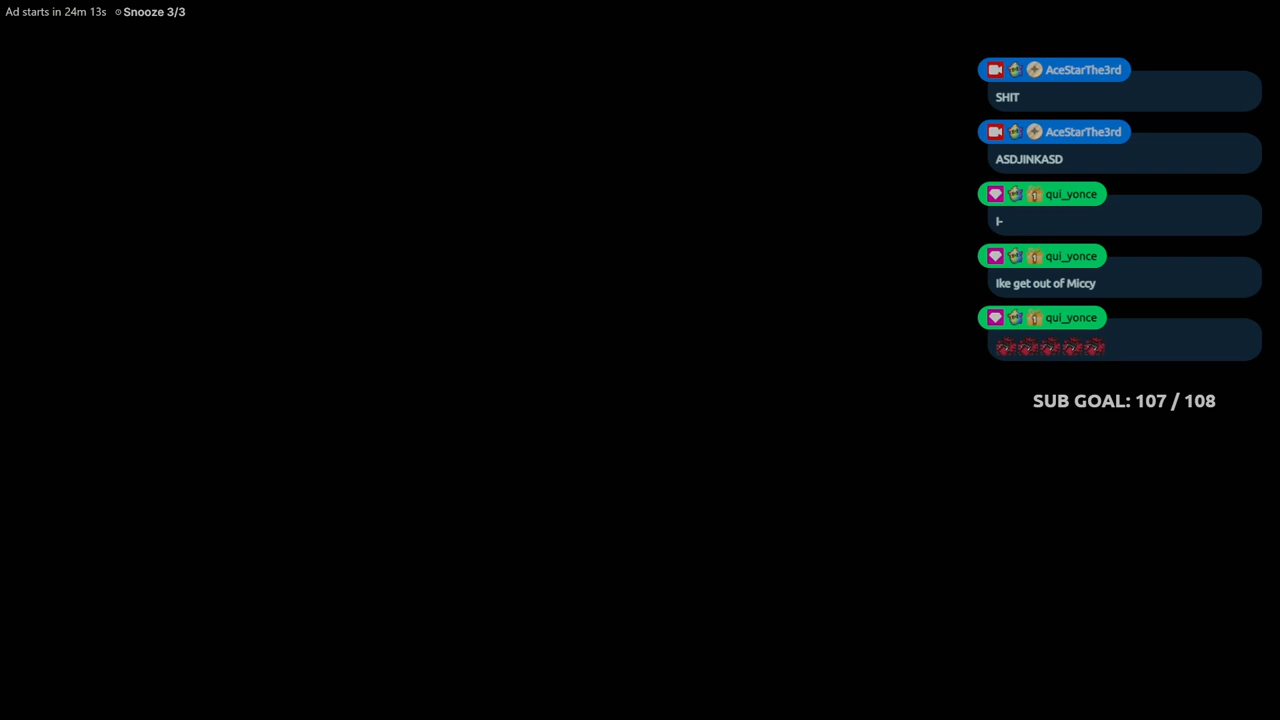 Ad starts in 24m 13s Snooze 3/3
AceStarThe3rd
SHIT
AceStarThe3rd
ASDJINKASD
qui_yonce
I-
qui_yonce
Ike get out of Miccy
qui_yonce
SUB GOAL: 107 / 108